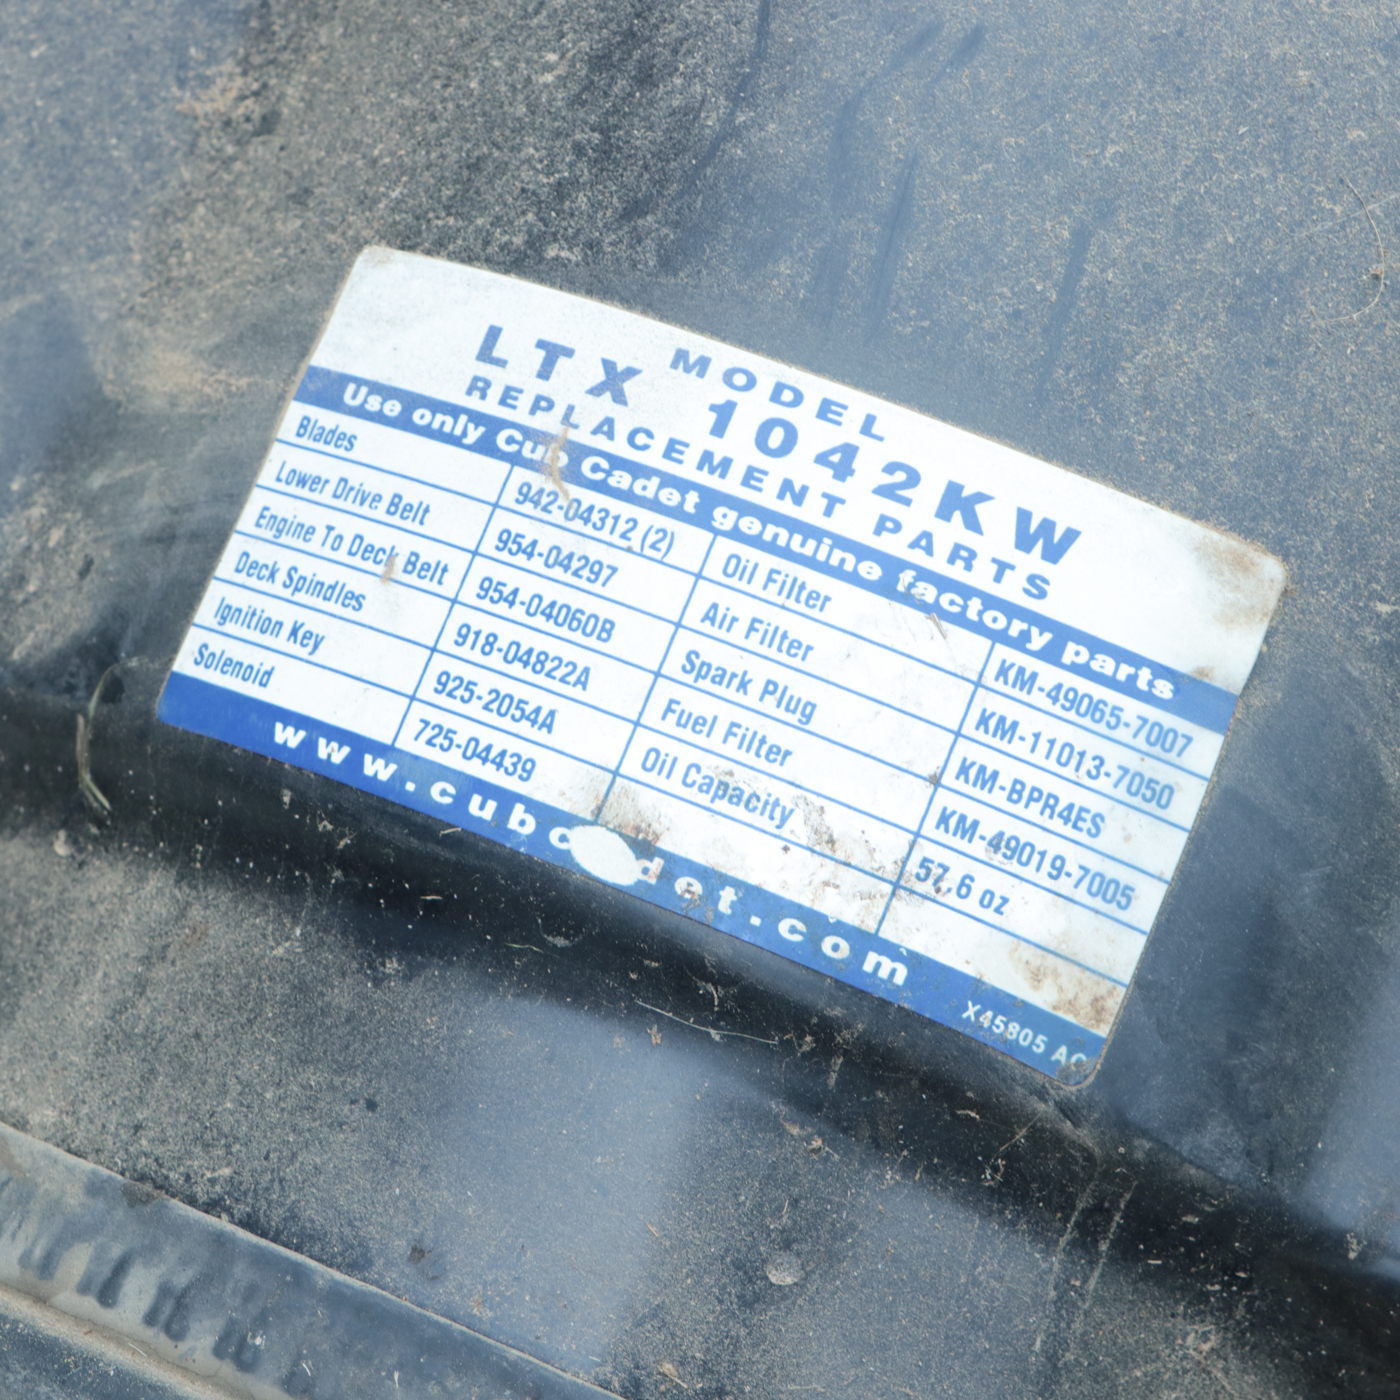 MODEL
LTX 1042KW
REPLACEMENT PARTS
Use only Cub Cadet genuine factory parts
Blades 942-04312 (2) Oil Filter KM-49065-7007
Lower Drive Belt 954-04297 Air Filter KM-11013-7050
Engine To Deck Belt 954-04060B Spark Plug KM-BPR4ES
Deck Spindles 918-04822A Fuel Filter KM-49019-7005
Ignition Key 925-2054A Oil Capacity 57.6 oz
Solenoid 725-04439
www.cubcadet.com
X45805